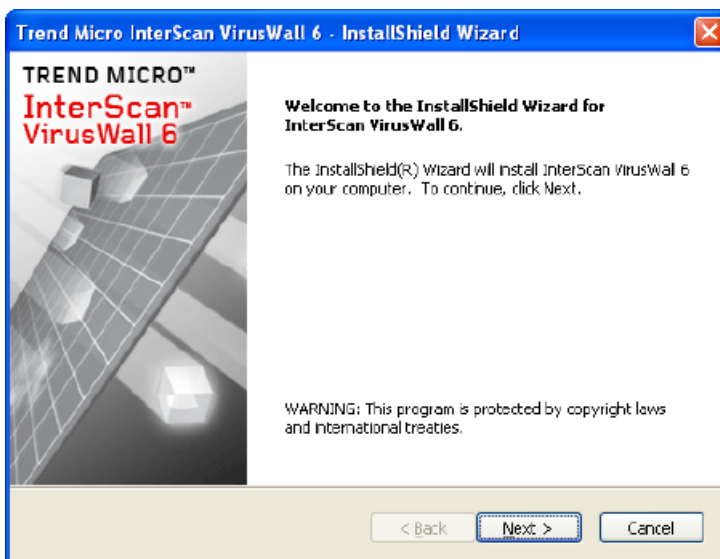 Trend Micro InterScan VirusWall 6 - InstallShield Wizard
TREND MICRO™
InterScan™
VirusWall 6
Welcome to the InstallShield Wizard for
InterScan VirusWall 6.
The InstallShield(R) Wizard will install InterScan VirusWall 6
on your computer. To continue, click Next.
WARNING: This program is protected by copyright laws
and international treaties.
< Back
Next >
Cancel